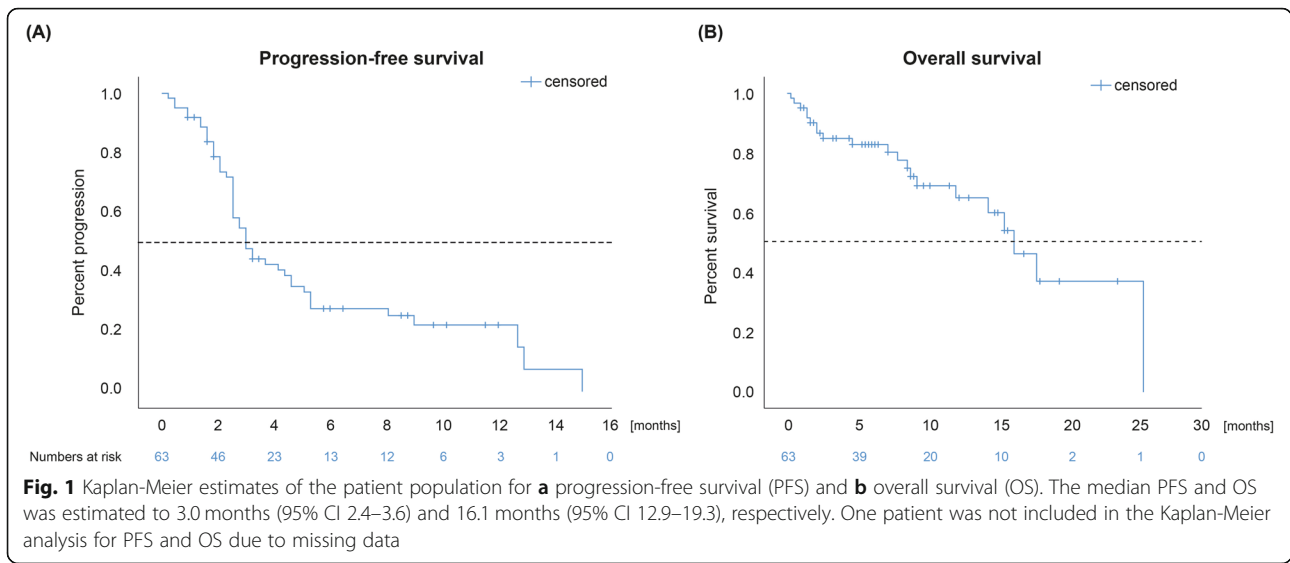 (A)
Progression-free survival
censored
Percent progression
1.0
0.8
0.6
0.4
0.2
0.0
0 2 4 6 8 10 12 14 16 [months]
Numbers at risk 63 46 23 13 12 6 3 1 0
(B)
Overall survival
censored
Percent survival
1.0
0.8
0.6
0.4
0.2
0.0
0 5 10 15 20 25 30 [months]
63 39 20 10 2 1 0
Fig. 1 Kaplan-Meier estimates of the patient population for a progression-free survival (PFS) and b overall survival (OS). The median PFS and OS
was estimated to 3.0 months (95% CI 2.4–3.6) and 16.1 months (95% CI 12.9–19.3), respectively. One patient was not included in the Kaplan-Meier
analysis for PFS and OS due to missing data